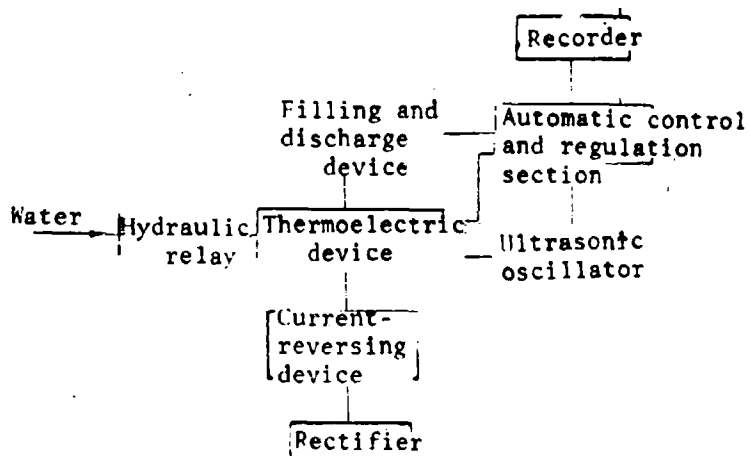 Recorder
Filling and
discharge
device
Automatic control
and regulation
section
Water
Hydraulic
relay
Thermoelectric
device
Ultrasonic
oscillator
Current-
reversing
device
Rectifier